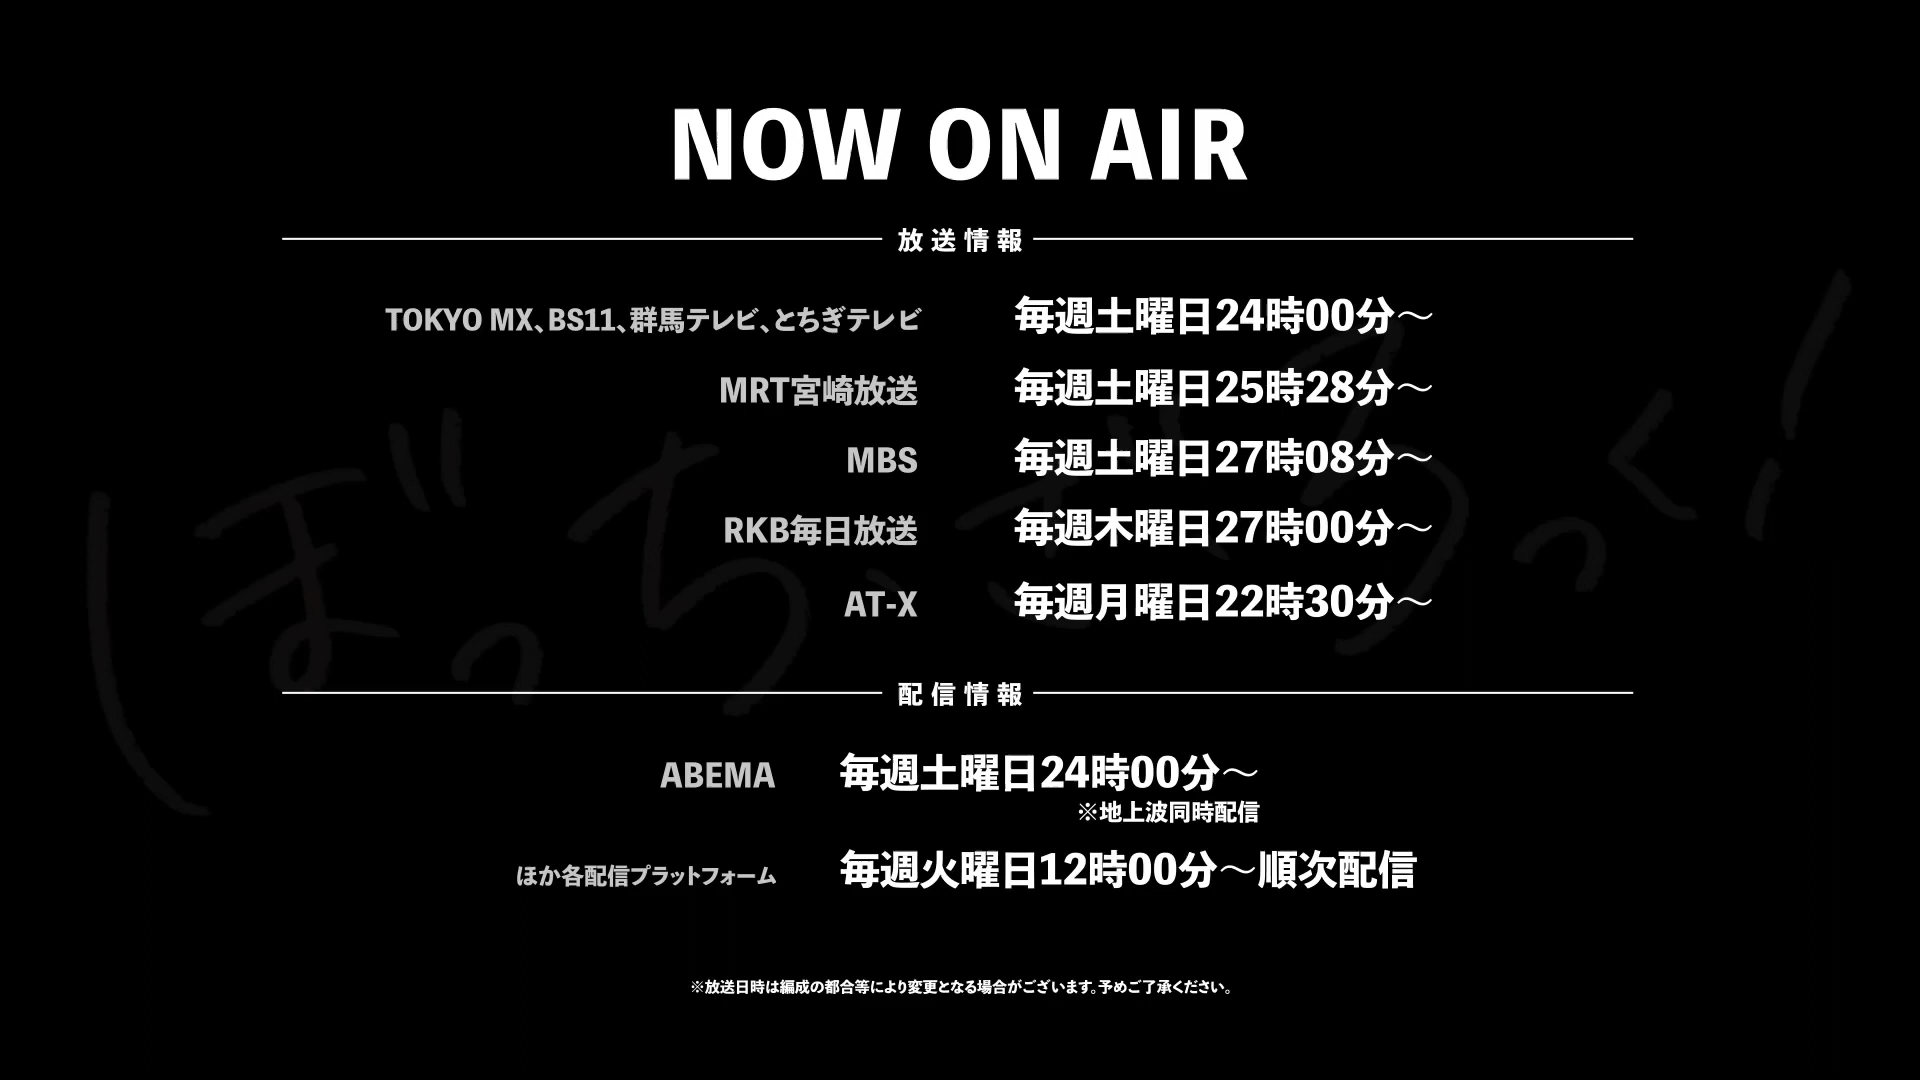 NOW ON AIR
放送情報
TOKYO MX、BS11、群馬テレビ、とちぎテレビ 毎週土曜日24時00分～
MRT宮崎放送 毎週土曜日25時28分～
MBS 毎週土曜日27時08分～
RKB毎日放送 毎週木曜日27時00分～
AT-X 毎週月曜日22時30分～
ぼっち・ざ・ろっく!
配信情報
ABEMA 毎週土曜日24時00分～
※地上波同時配信
ほか各配信プラットフォーム 毎週火曜日12時00分～順次配信
※放送日時は編成の都合等により変更となる場合がございます。予めご了承ください。